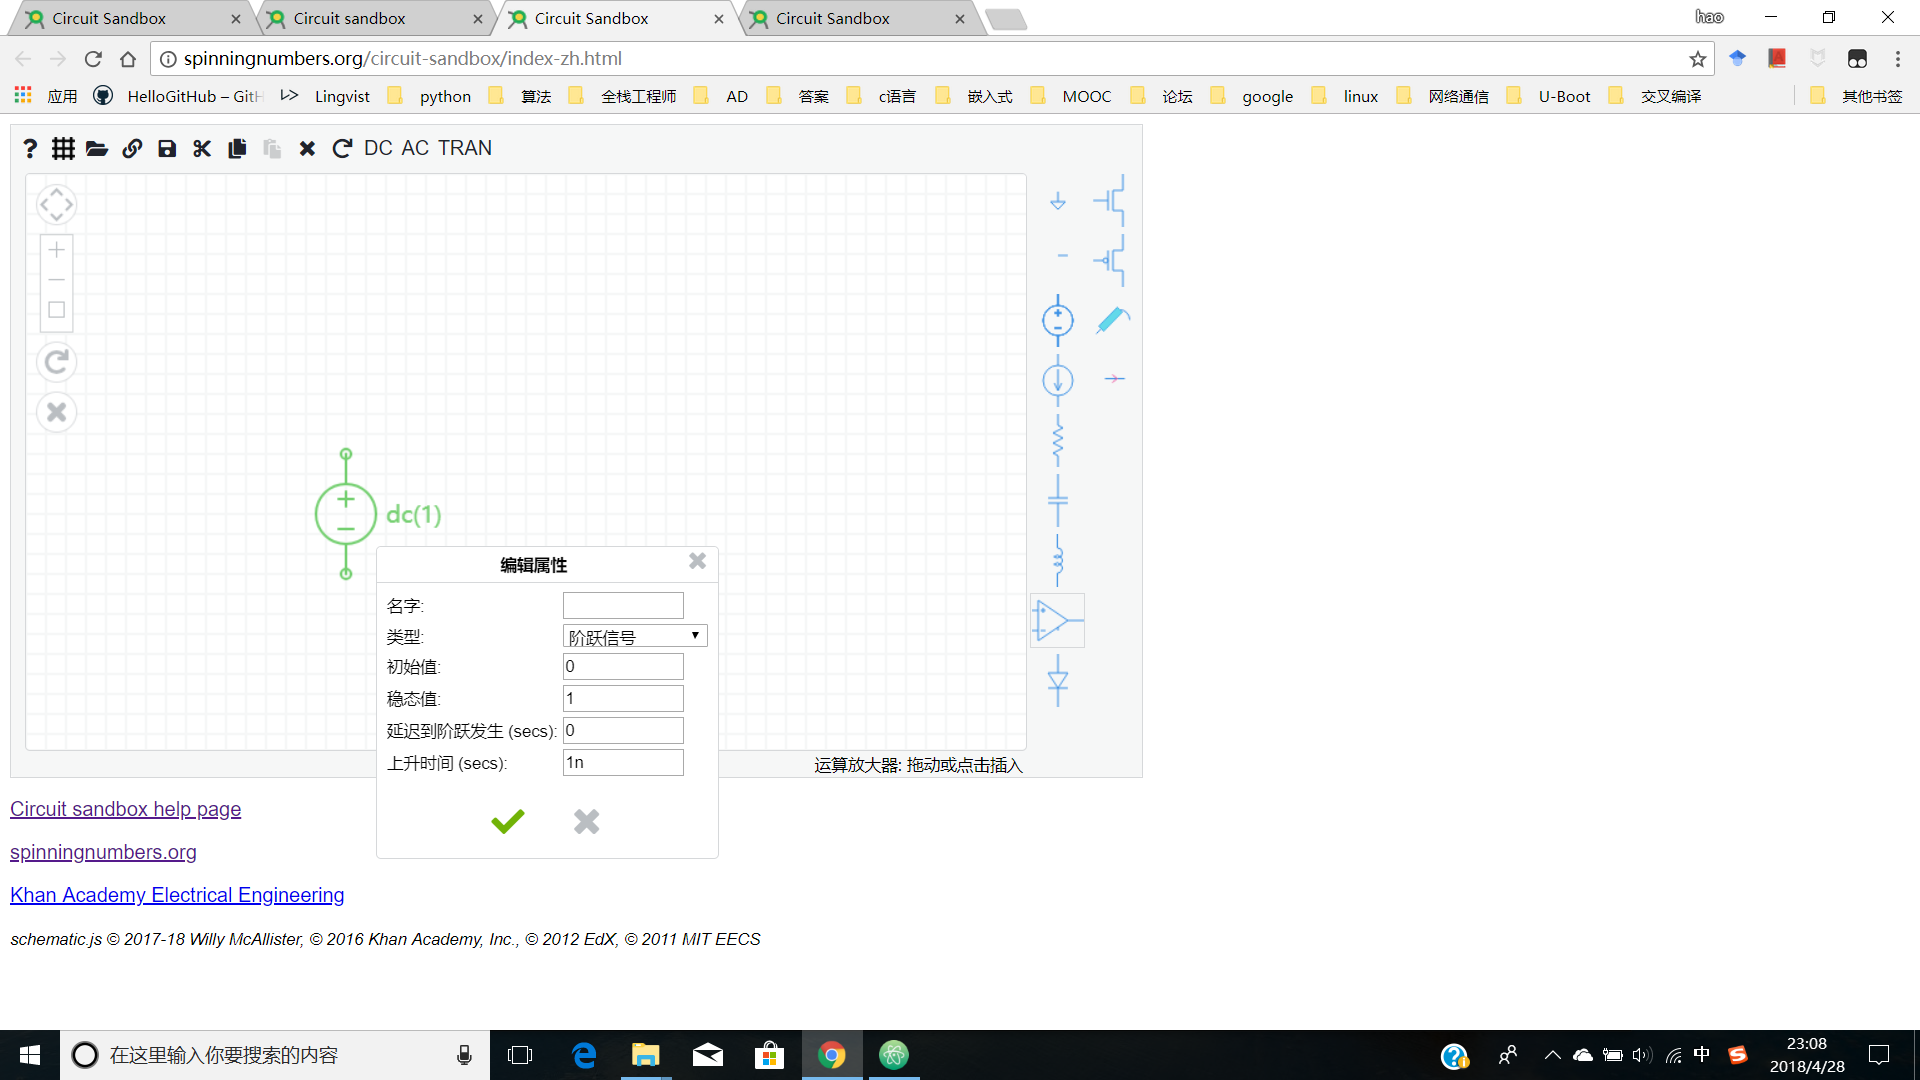 Circuit Sandbox
Circuit sandbox
Circuit Sandbox
Circuit Sandbox
hao
spinningnumbers.org/circuit-sandbox/index-zh.html
应用
HelloGitHub – GitH
Lingvist
python
算法
全栈工程师
AD
答案
c语言
嵌入式
MOOC
论坛
google
linux
网络通信
U-Boot
交叉编译
其他书签
DC AC TRAN
dc(1)
编辑属性
名字:
类型: 阶跃信号
初始值: 0
稳态值: 1
延迟到阶跃发生 (secs): 0
上升时间 (secs): 1n
运算放大器: 拖动或点击插入
Circuit sandbox help page
spinningnumbers.org
Khan Academy Electrical Engineering
schematic.js © 2017-18 Willy McAllister, © 2016 Khan Academy, Inc., © 2012 EdX, © 2011 MIT EECS
在这里输入你要搜索的内容
中
23:08
2018/4/28